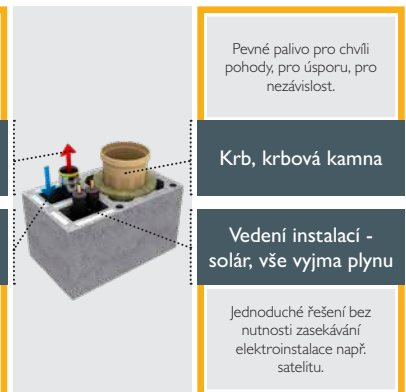 Pevné palivo pro chvíli
pohody, pro úsporu, pro
nezávislost.
Krb, krbová kamna
Vedení instalací -
solár, vše vyjma plynu
Jednoduché řešení bez
nutnosti zasekávání
elektroinstalace např.
satelitu.